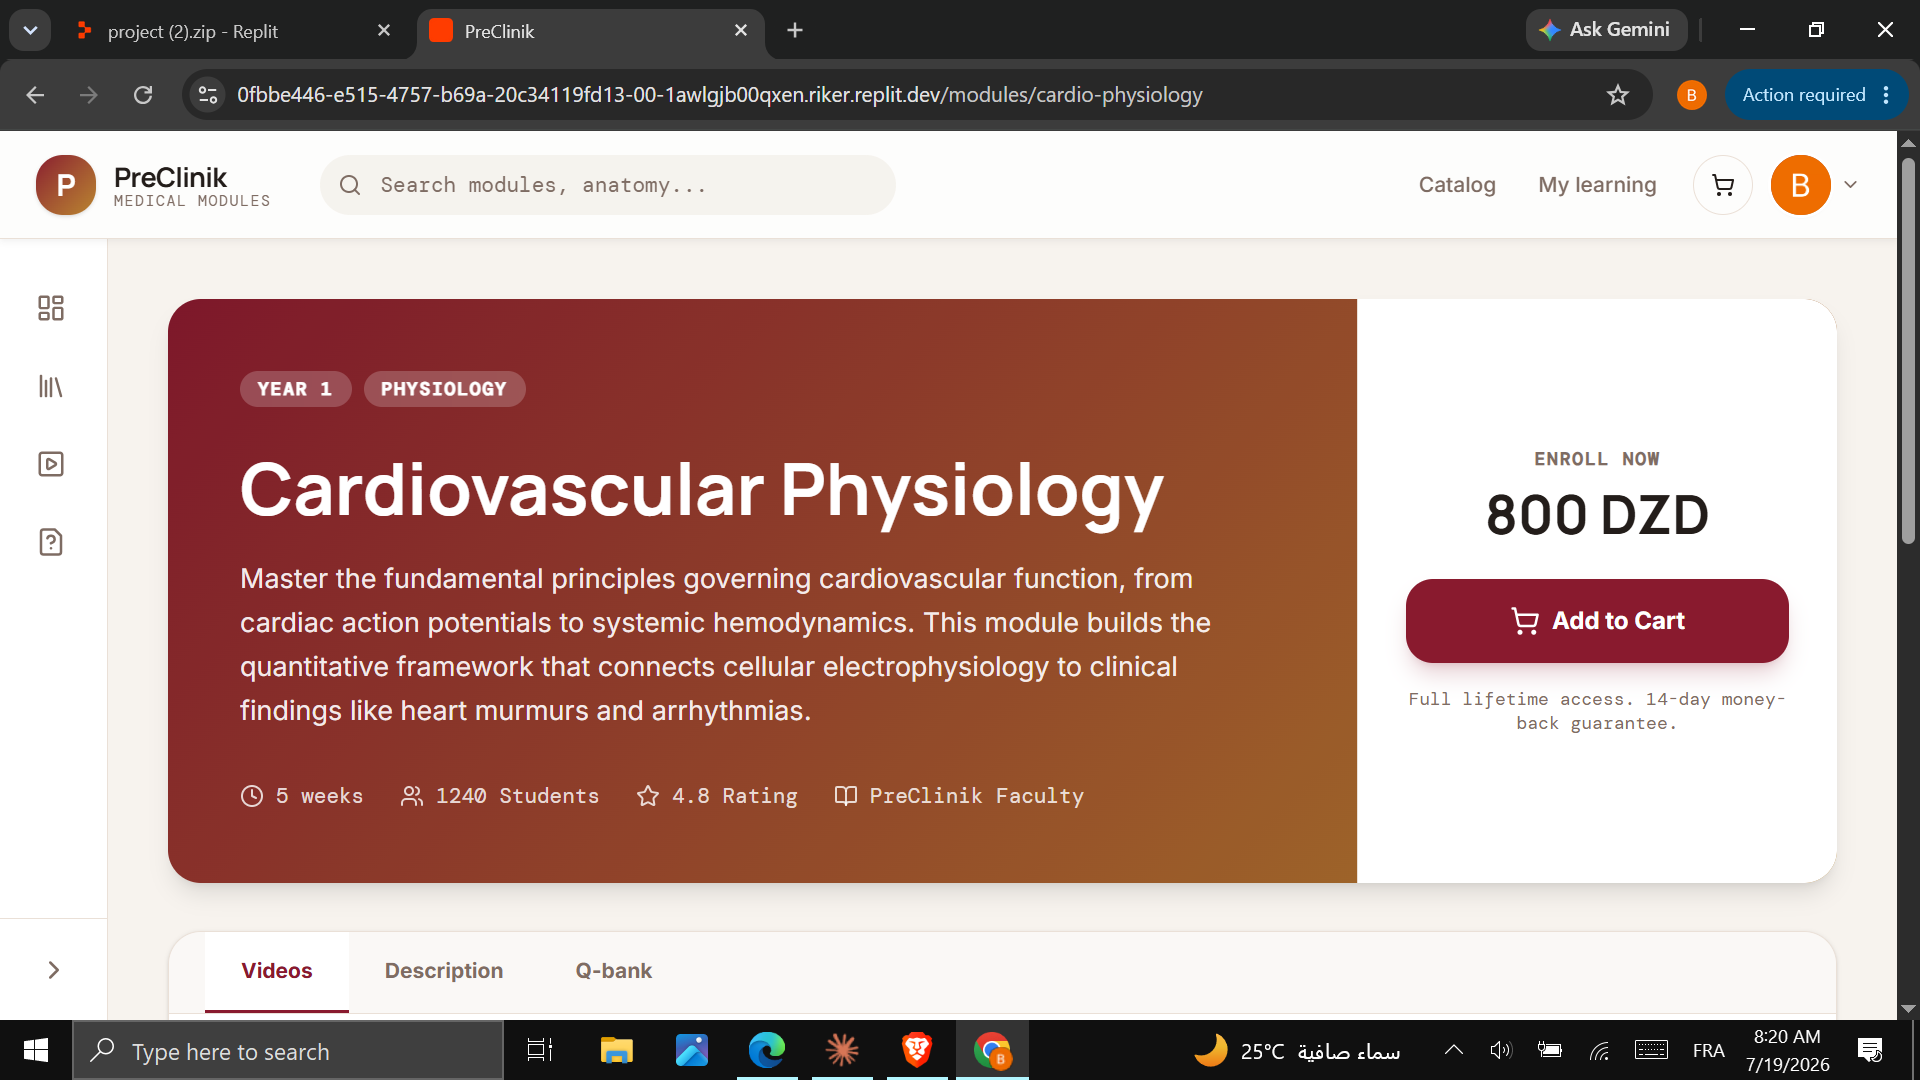 project (2).zip - Replit
PreClinik
Ask Gemini
0fbbe446-e515-4757-b69a-20c34119fd13-00-1awlgjb00qxen.riker.replit.dev/modules/cardio-physiology
B
Action required
P
PreClinik
MEDICAL MODULES
Search modules, anatomy...
Catalog
My learning
B
YEAR 1
PHYSIOLOGY
Cardiovascular Physiology
Master the fundamental principles governing cardiovascular function, from
cardiac action potentials to systemic hemodynamics. This module builds the
quantitative framework that connects cellular electrophysiology to clinical
findings like heart murmurs and arrhythmias.
5 weeks
1240 Students
4.8 Rating
PreClinik Faculty
ENROLL NOW
800 DZD
Add to Cart
Full lifetime access. 14-day money-
back guarantee.
Videos
Description
Q-bank
Type here to search
B
25°C
سماء صافية
FRA
8:20 AM
7/19/2026